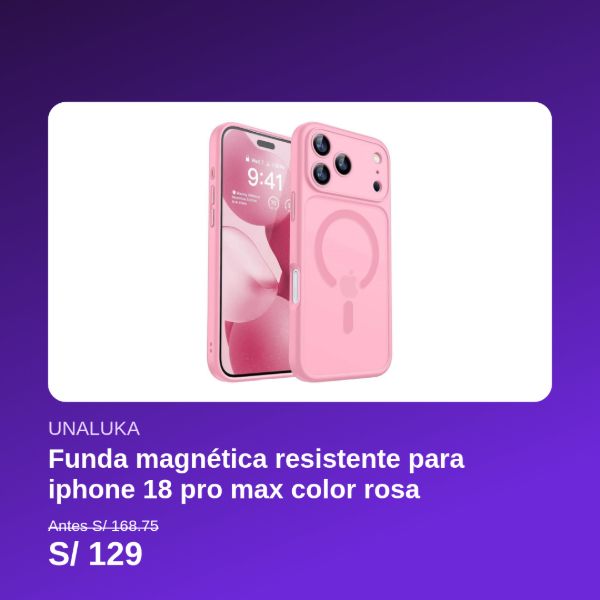 9:41
UNALUKA
Funda magnética resistente para
iphone 18 pro max color rosa
Antes S/ 168.75
S/ 129